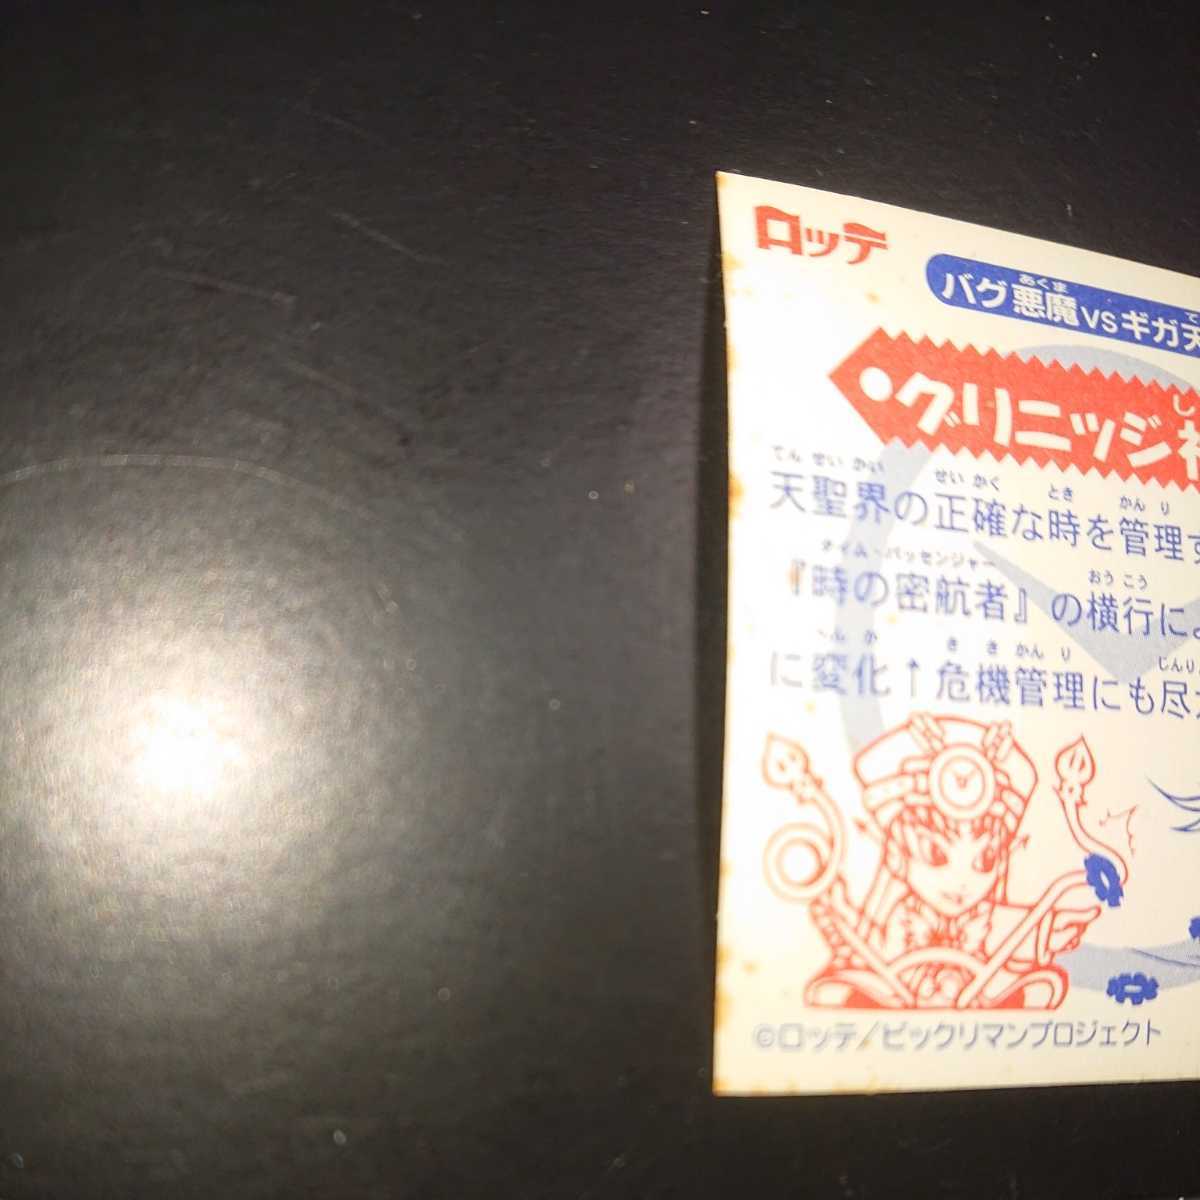 ロッテ
あくま
バグ悪魔VSギガ天
グリニッジ神
てん せい かい せい かく とき かん り
天聖界の正確な時を管理す
タイム・パッセンジャー おう こう
『時の密航者』の横行によ
へん か き き かん り じんり
に変化↑危機管理にも尽力
©ロッテ/ビックリマンプロジェクト